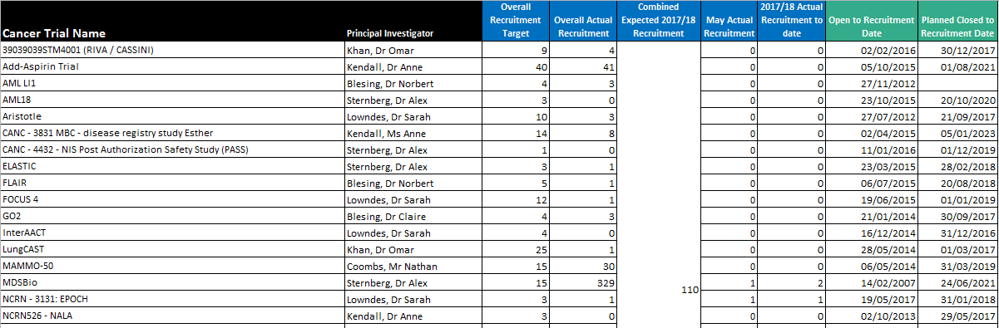 Cancer Trial Name Principal Investigator Overall Recruitment Target Overall Actual Recruitment Combined Expected 2017/18 Recruitment May Actual Recruitment 2017/18 Actual Recruitment to date Open to Recruitment Date Planned Closed to Recruitment Date
39039039STM4001 (RIVA / CASSINI) Khan, Dr Omar 9 4 0 0 02/02/2016 30/12/2017
Add-Aspirin Trial Kendall, Dr Anne 40 41 0 0 05/10/2015 01/08/2021
AML LI1 Blesing, Dr Norbert 4 3 0 0 27/11/2012
AML18 Sternberg, Dr Alex 3 0 0 0 23/10/2015 20/10/2020
Aristotle Lowndes, Dr Sarah 10 3 0 0 27/07/2012 21/09/2017
CANC - 3831 MBC - disease registry study Esther Kendall, Ms Anne 14 8 0 0 02/04/2015 05/01/2023
CANC - 4432 - NIS Post Authorization Safety Study (PASS) Sternberg, Dr Alex 1 0 0 0 11/01/2016 01/12/2019
ELASTIC Sternberg, Dr Alex 3 1 0 0 23/03/2015 28/02/2018
FLAIR Blesing, Dr Norbert 5 1 0 0 06/07/2015 20/08/2018
FOCUS 4 Lowndes, Dr Sarah 12 1 0 0 19/06/2015 01/01/2019
GO2 Blesing, Dr Claire 4 3 0 0 21/01/2014 30/09/2017
InterAACT Lowndes, Dr Sarah 4 0 0 0 16/12/2014 31/12/2016
LungCAST Khan, Dr Omar 25 1 0 0 28/05/2014 01/03/2017
MAMMO-50 Coombs, Mr Nathan 15 30 0 0 06/05/2014 31/03/2019
MDSBio Sternberg, Dr Alex 15 329 110 1 2 14/02/2007 24/06/2021
NCRN - 3131: EPOCH Lowndes, Dr Sarah 3 1 1 1 19/05/2017 31/01/2018
NCRN526 - NALA Kendall, Dr Anne 3 0 0 0 02/10/2013 29/05/2017